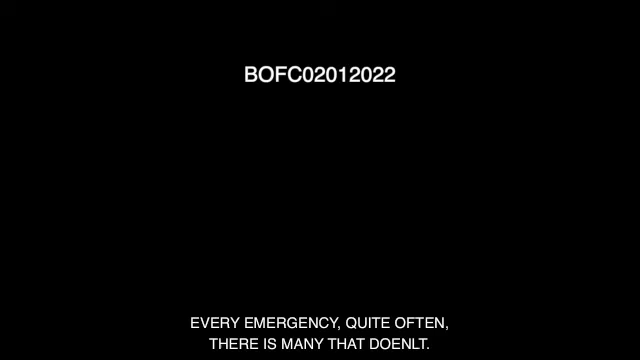 BOFC02012022
EVERY EMERGENCY, QUITE OFTEN,
THERE IS MANY THAT DOENLT.